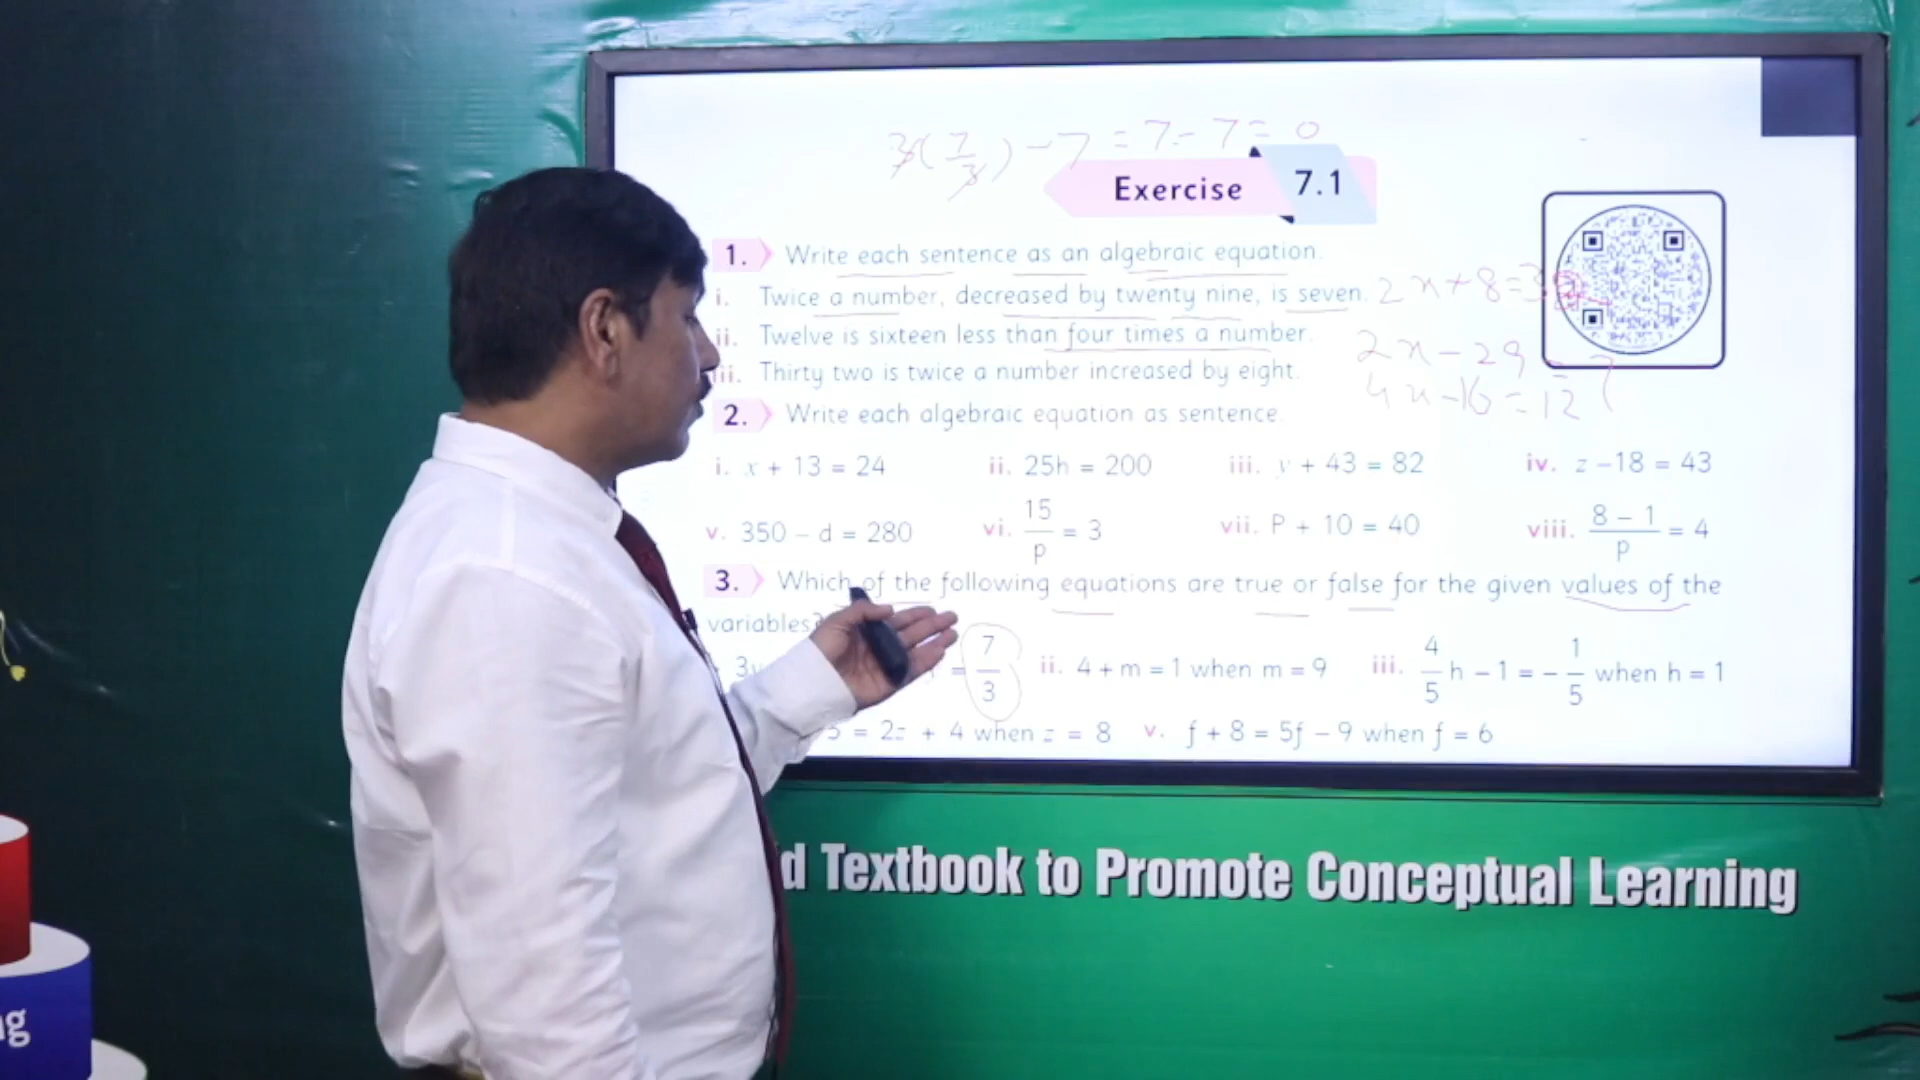 3(7/3) - 7 = 7 - 7 = 0
Exercise 7.1
1. Write each sentence as an algebraic equation.
i. Twice a number, decreased by twenty nine, is seven. 2x + 8 = 3
ii. Twelve is sixteen less than four times a number. 2x - 29 = 7
ii. Thirty two is twice a number increased by eight. 4x - 16 = 12
2. Write each algebraic equation as sentence.
i. x + 13 = 24 ii. 25h = 200 iii. y + 43 = 82 iv. z -18 = 43
v. 350 – d = 280 vi. 15/p = 3 vii. P + 10 = 40 viii. 8 – 1/p = 4
3. Which of the following equations are true or false for the given values of the
variables?
3 = 7/3 ii. 4 + m = 1 when m = 9 iii. 4/5 h – 1 = – 1/5 when h = 1
5 = 2z + 4 when z = 8 v. f + 8 = 5f – 9 when f = 6
d Textbook to Promote Conceptual Learning
g